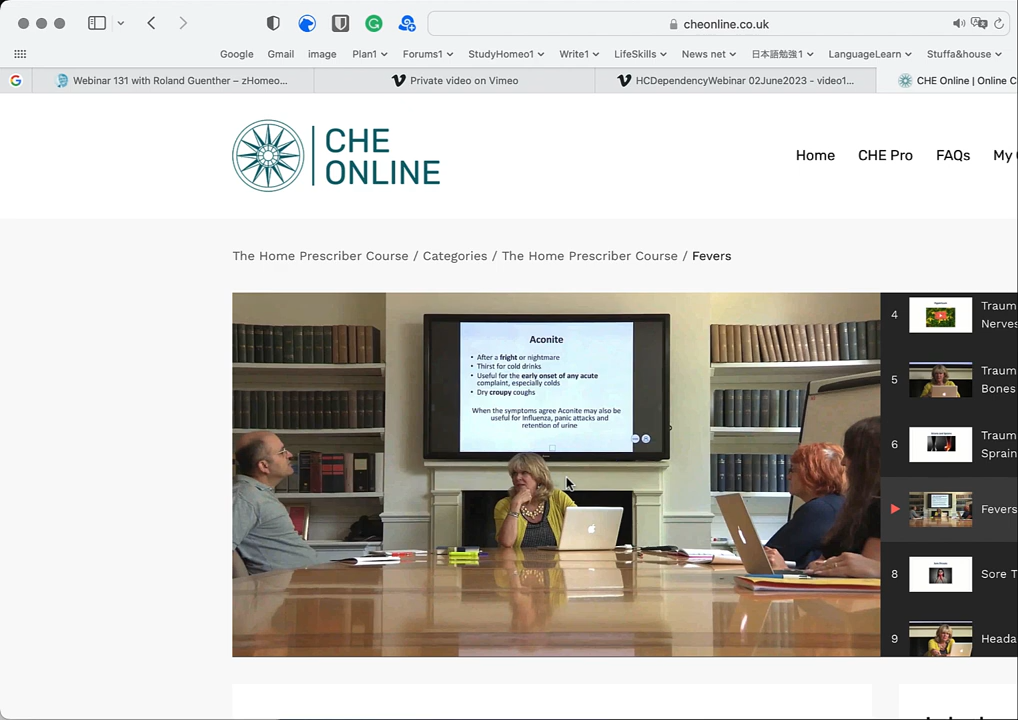 cheonline.co.uk
Google Gmail image Plan1 Forums1 StudyHomeo1 Write1 LifeSkills News net 日本語勉強1 LanguageLearn Stuffa&house
G Webinar 131 with Roland Guenther – zHomeo... Private video on Vimeo HCDependencyWebinar 02June2023 - video1... CHE Online | Online C
CHE
ONLINE
Home CHE Pro FAQs My
The Home Prescriber Course / Categories / The Home Prescriber Course / Fevers
Aconite
• After a fright or nightmare
• Thirst for cold drinks
• Useful for the early onset of any acute
complaint, especially colds
• Dry croupy coughs
When the symptoms agree Aconite may also be
useful for Influenza, panic attacks and
retention of urine
4 Traum
Nerves
5 Traum
Bones
6 Traum
Sprain
Fevers
8 Sore T
9 Heada